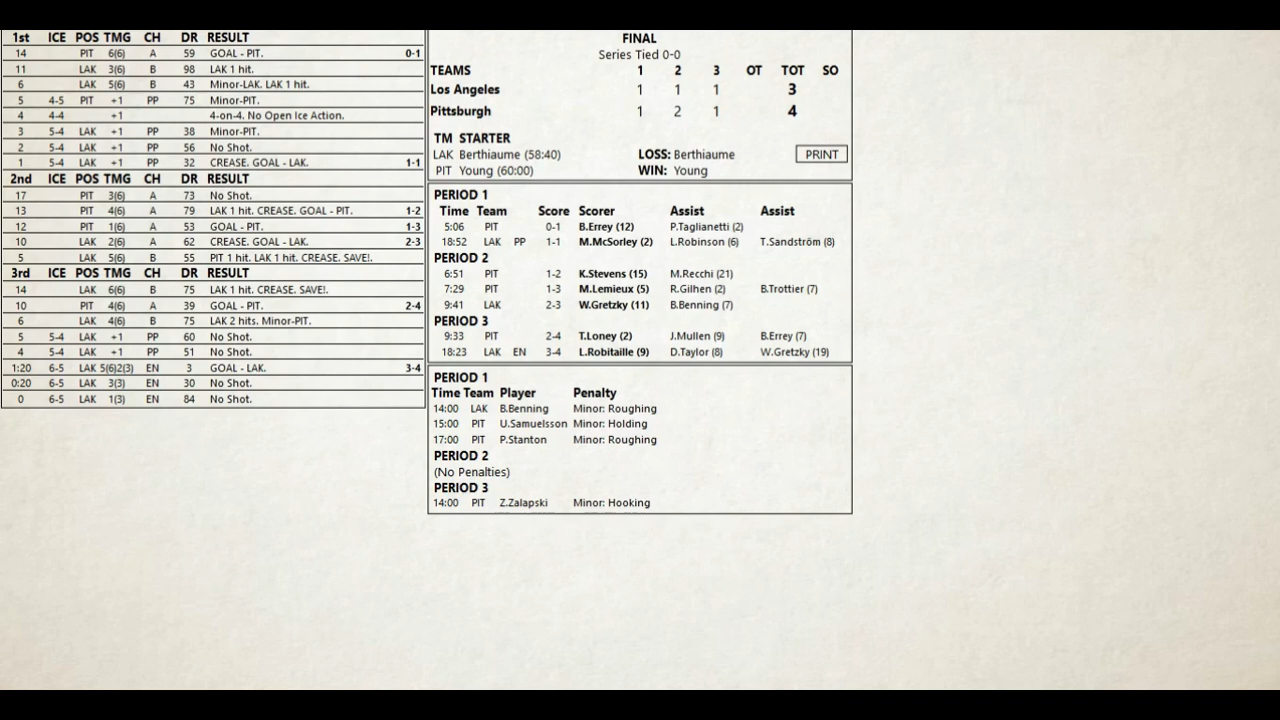 1st ICE POS TMG CH DR RESULT
14 PIT 6(6) A 59 GOAL - PIT. 0-1
11 LAK 3(6) B 98 LAK 1 hit.
6 LAK 5(6) B 43 Minor-LAK. LAK 1 hit.
5 4-5 PIT +1 PP 75 Minor-PIT.
4 4-4 +1 4-on-4. No Open Ice Action.
3 5-4 LAK +1 PP 38 Minor-PIT.
2 5-4 LAK +1 PP 56 No Shot.
1 5-4 LAK +1 PP 32 CREASE. GOAL - LAK. 1-1
2nd ICE POS TMG CH DR RESULT
17 PIT 3(6) A 73 No Shot.
13 PIT 4(6) A 79 LAK 1 hit. CREASE. GOAL - PIT. 1-2
12 PIT 1(6) A 53 GOAL - PIT. 1-3
10 LAK 2(6) A 62 CREASE. GOAL - LAK. 2-3
5 LAK 5(6) B 55 PIT 1 hit. LAK 1 hit. CREASE. SAVE!.
3rd ICE POS TMG CH DR RESULT
14 LAK 6(6) B 75 LAK 1 hit. CREASE. SAVE!.
10 PIT 4(6) A 39 GOAL - PIT. 2-4
6 LAK 4(6) B 75 LAK 2 hits. Minor-PIT.
5 5-4 LAK +1 PP 60 No Shot.
4 5-4 LAK +1 PP 51 No Shot.
1:20 6-5 LAK 5(6)2(3) EN 3 GOAL - LAK. 3-4
0:20 6-5 LAK 3(3) EN 30 No Shot.
0 6-5 LAK 1(3) EN 84 No Shot.
FINAL
Series Tied 0-0
TEAMS 1 2 3 OT TOT SO
Los Angeles 1 1 1 3
Pittsburgh 1 2 1 4
TM STARTER
LAK Berthiaume (58:40) LOSS: Berthiaume PRINT
PIT Young (60:00) WIN: Young
PERIOD 1
Time Team Score Scorer Assist Assist
5:06 PIT 0-1 B.Errey (12) P.Taglianetti (2)
18:52 LAK PP 1-1 M.McSorley (2) L.Robinson (6) T.Sandström (8)
PERIOD 2
6:51 PIT 1-2 K.Stevens (15) M.Recchi (21)
7:29 PIT 1-3 M.Lemieux (5) R.Gilhen (2) B.Trottier (7)
9:41 LAK 2-3 W.Gretzky (11) B.Benning (7)
PERIOD 3
9:33 PIT 2-4 T.Loney (2) J.Mullen (9) B.Errey (7)
18:23 LAK EN 3-4 L.Robitaille (9) D.Taylor (8) W.Gretzky (19)
PERIOD 1
Time Team Player Penalty
14:00 LAK B.Benning Minor: Roughing
15:00 PIT U.Samuelsson Minor: Holding
17:00 PIT P.Stanton Minor: Roughing
PERIOD 2
(No Penalties)
PERIOD 3
14:00 PIT Z.Zalapski Minor: Hooking